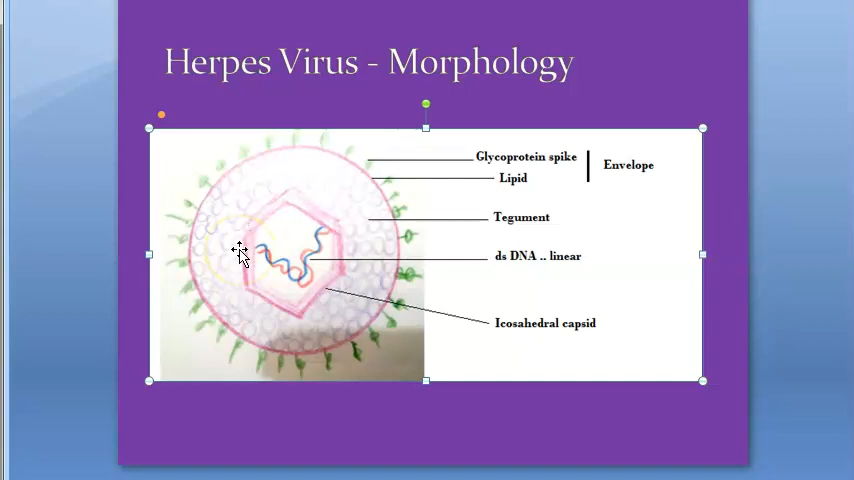 Herpes Virus - Morphology
Glycoprotein spike
Envelope
Lipid
Tegument
ds DNA .. linear
Icosahedral capsid